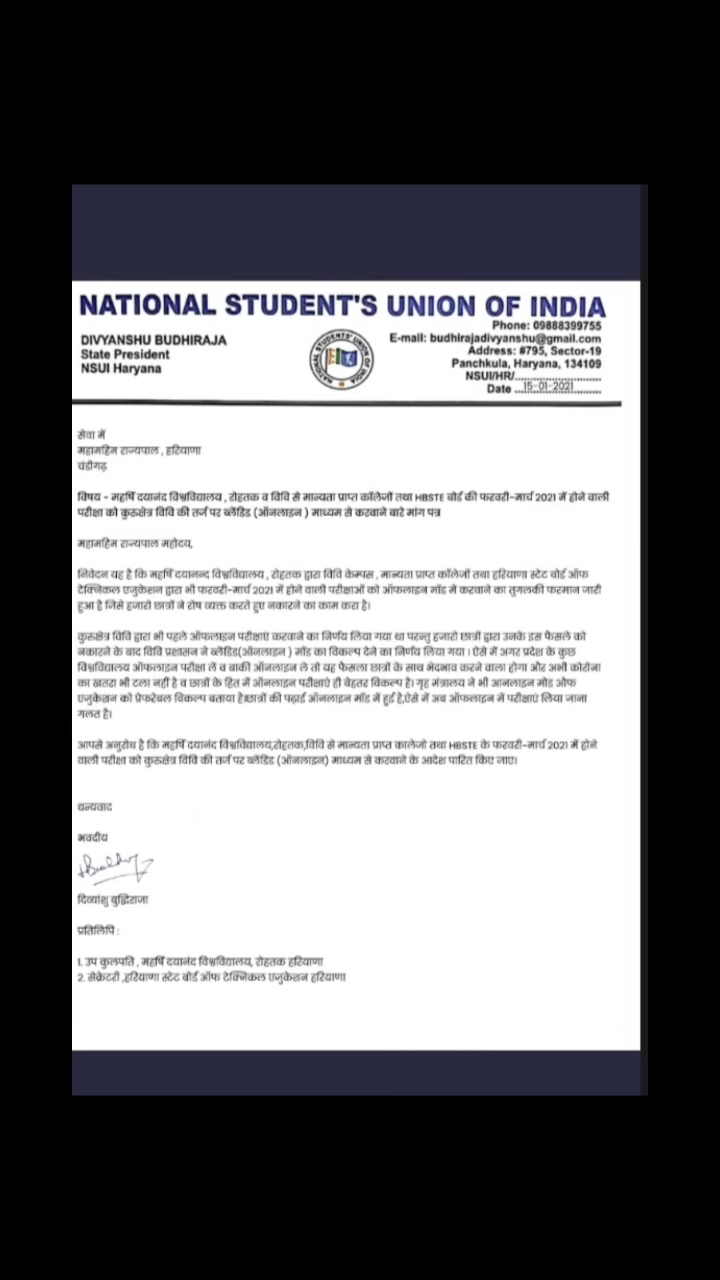 NATIONAL STUDENT'S UNION OF INDIA
DIVYANSHU BUDHIRAJA
State President
NSUI Haryana
NATIONAL STUDENTS' UNION OF INDIA
Phone: 09888399755
E-mail: budhirajadivyanshu@gmail.com
Address: #795, Sector-19
Panchkula, Haryana, 134109
NSUI/HR/..................
Date ...15-01-2021...
सेवा में
महामहिम राज्यपाल , हरियाणा
चंडीगढ़
विषय - महर्षि दयानंद विश्वविद्यालय , रोहतक व विवि से मान्यता प्राप्त कॉलेजों तथा HBSTE बोर्ड की फरवरी-मार्च 2021 में होने वाली
परीक्षा को कुरुक्षेत्र विवि की तर्ज पर ब्लेंडिड (ऑनलाइन ) माध्यम से करवाने बारे मांग पत्र
महामहिम राज्यपाल महोदय,
निवेदन यह है कि महर्षि दयानन्द विश्वविद्यालय , रोहतक द्वारा विवि कैम्पस , मान्यता प्राप्त कॉलेजों तथा हरियाणा स्टेट बोर्ड ऑफ
टेक्निकल एजुकेशन द्वारा भी फरवरी-मार्च 2021 में होने वाली परीक्षाओं को ऑफलाइन मॉड में करवाने का तुगलकी फरमान जारी
हुआ है जिसे हजारो छात्रों ने रोष व्यक्त करते हुए नकारने का काम करा है।
कुरुक्षेत्र विवि द्वारा भी पहले ऑफलाइन परीक्षाएं करवाने का निर्णय लिया गया था परन्तु हजारो छात्रों द्वारा उनके इस फैसले को
नकारने के बाद विवि प्रशासन ने ब्लेंडिड(ऑनलाइन ) मॉड का विकल्प देने का निर्णय लिया गया । ऐसे में अगर प्रदेश के कुछ
विश्वविद्यालय ऑफलाइन परीक्षा लें व बाकी ऑनलाइन ले तो यह फैसला छात्रों के साथ भेदभाव करने वाला होगा और अभी कोरोना
का खतरा भी टला नहीं है व छात्रों के हित में ऑनलाइन परीक्षाएं ही बेहतर विकल्प है। गृह मंत्रालय ने भी आनलाइन मोड ऑफ
एजुकेशन को प्रेफरेबल विकल्प बताया है।छात्रों की पढ़ाई ऑनलाइन मॉड में हुई है,ऐसे में अब ऑफलाइन में परीक्षाएं लिया जाना
गलत है।
आपसे अनुरोध है कि महर्षि दयानंद विश्वविद्यालय,रोहतक,विवि से मान्यता प्राप्त कालेजो तथा HBSTE के फरवरी-मार्च 2021 में होने
वाली परीक्षा को कुरुक्षेत्र विवि की तर्ज पर ब्लेंडिड (ऑनलाइन) माध्यम से करवाने के आदेश पारित किए जाए।
धन्यवाद
भवदीय
दिव्यांशु बुद्धिराजा
प्रतिलिपि :
1. उप कुलपति , महर्षि दयानंद विश्वविद्यालय, रोहतक हरियाणा
2. सेक्रेटरी ,हरियाणा स्टेट बोर्ड ऑफ टेक्निकल एजुकेशन हरियाणा